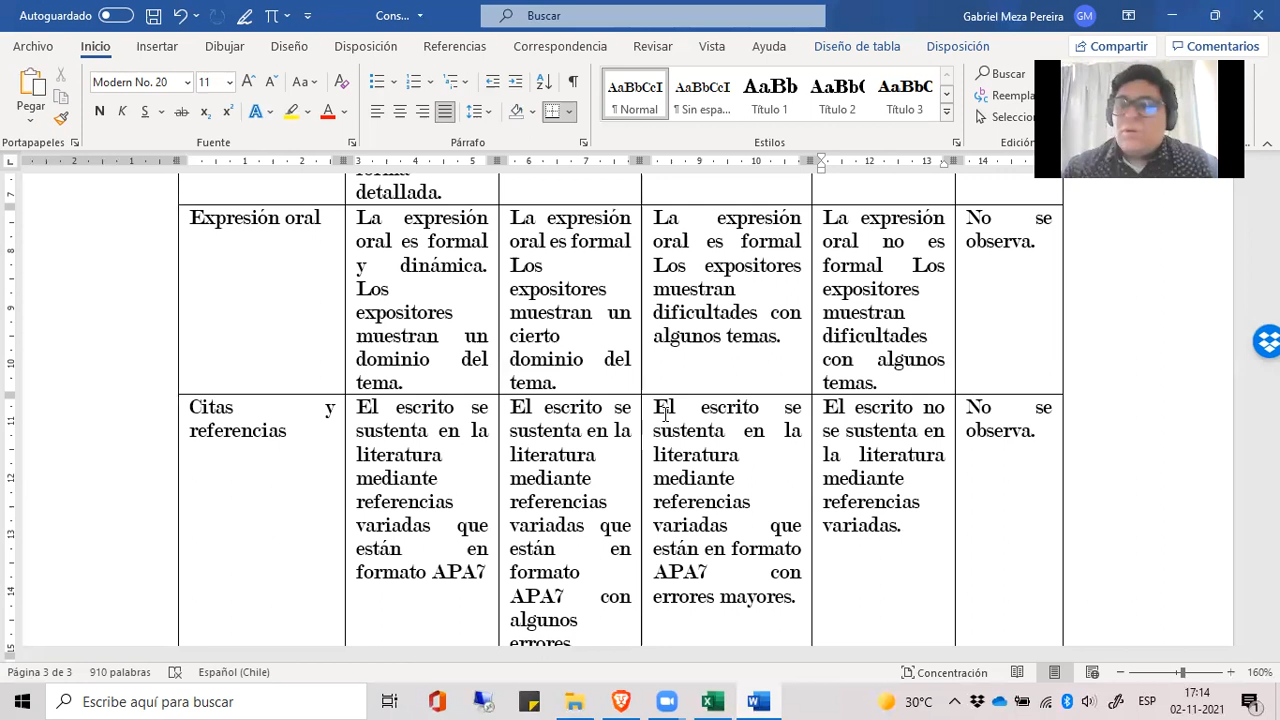 Autoguardado
Cons...
Buscar
Gabriel Meza Pereira
GM
Archivo Inicio Insertar Dibujar Diseño Disposición Referencias Correspondencia Revisar Vista Ayuda Diseño de tabla Disposición
Compartir
Comentarios
Pegar
Modern No. 20
11
N K S ab x₂ x²
AaBbCcI AaBbCcI AaBb AaBbC AaBbCc
¶ Normal
¶ Sin espa...
Título 1
Título 2
Título 3
Buscar
Portapapeles
Fuente
Párrafo
Estilos
detallada.
Expresión oral
La expresión
oral es formal
y dinámica.
Los
expositores
muestran un
dominio del
tema.
La expresión
oral es formal
Los
expositores
muestran un
cierto
dominio del
tema.
La expresión
oral es formal
Los expositores
muestran
dificultades con
algunos temas.
La expresión
oral no es
formal Los
expositores
muestran
dificultades
con algunos
temas.
No se
observa.
Citas y
referencias
El escrito se
sustenta en la
literatura
mediante
referencias
variadas que
están en
formato APA7
El escrito se
sustenta en la
literatura
mediante
referencias
variadas que
están en
formato
APA7 con
algunos
errores
El escrito se
sustenta en la
literatura
mediante
referencias
variadas que
están en formato
APA7 con
errores mayores.
El escrito no
se sustenta en
la literatura
mediante
referencias
variadas.
No se
observa.
Página 3 de 3
910 palabras
Español (Chile)
Concentración
160%
Escribe aquí para buscar
30°C
ESP
17:14
02-11-2021